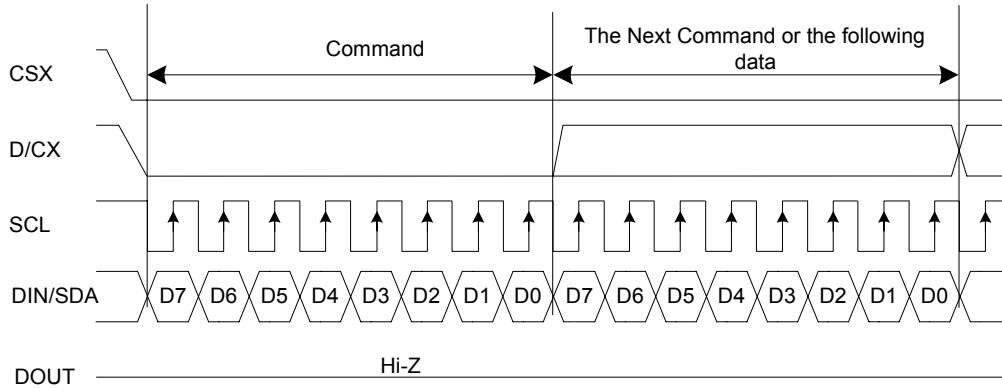 Command
The Next Command or the following
data
CSX
D/CX
SCL
DIN/SDA D7 D6 D5 D4 D3 D2 D1 D0 D7 D6 D5 D4 D3 D2 D1 D0
Hi-Z
DOUT